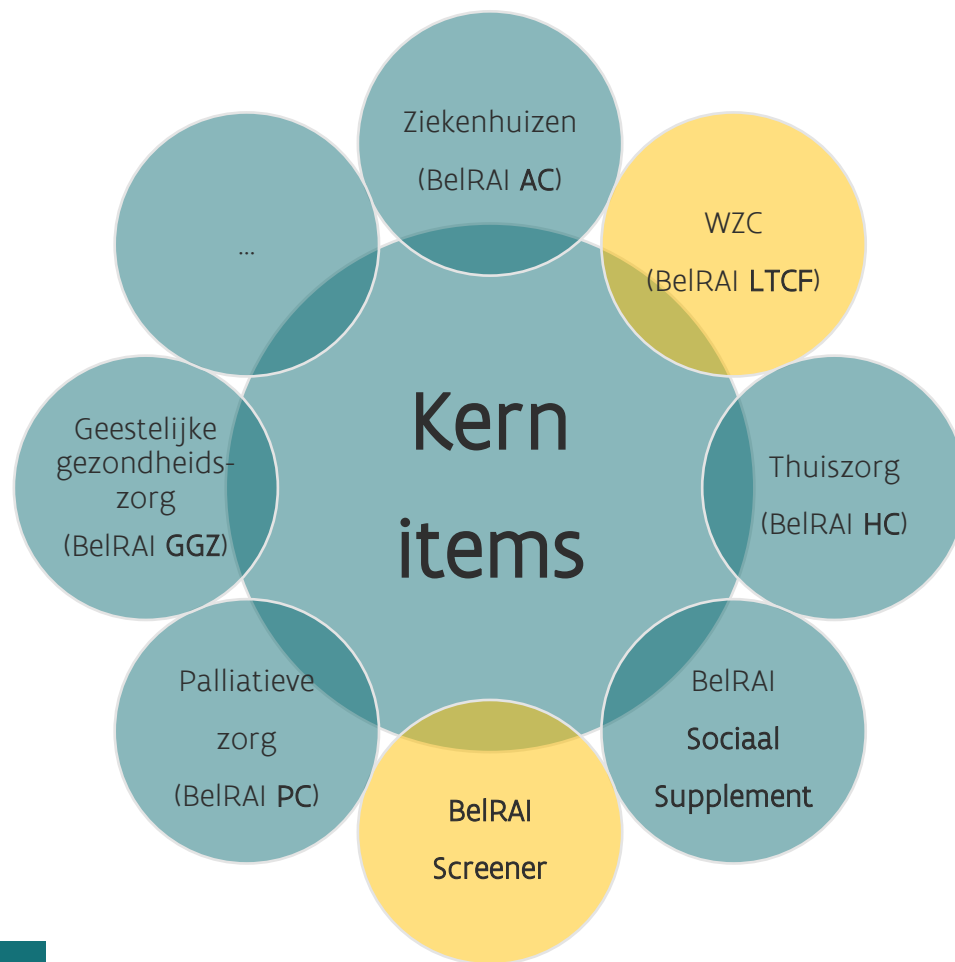 Ziekenhuizen
(BelRAI AC)
WZC
(BelRAI LTCF)
Thuiszorg
(BelRAI HC)
BelRAI
Sociaal
Supplement
BelRAI
Screener
Palliatieve
zorg
(BelRAI PC)
Geestelijke
gezondheids-
zorg
(BelRAI GGZ)
...
Kern
items